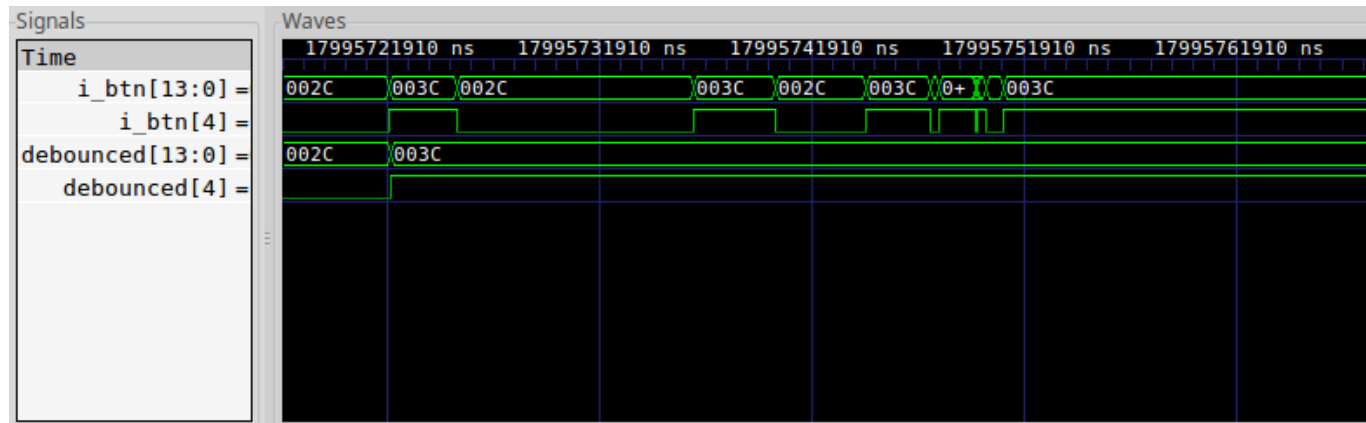 Signals
Waves
Time
17995721910 ns 17995731910 ns 17995741910 ns 17995751910 ns 17995761910 ns
i_btn[13:0] = 002C 003C 002C 003C 002C 003C 0+ 003C
i_btn[4] =
debounced[13:0] = 002C 003C
debounced[4] =